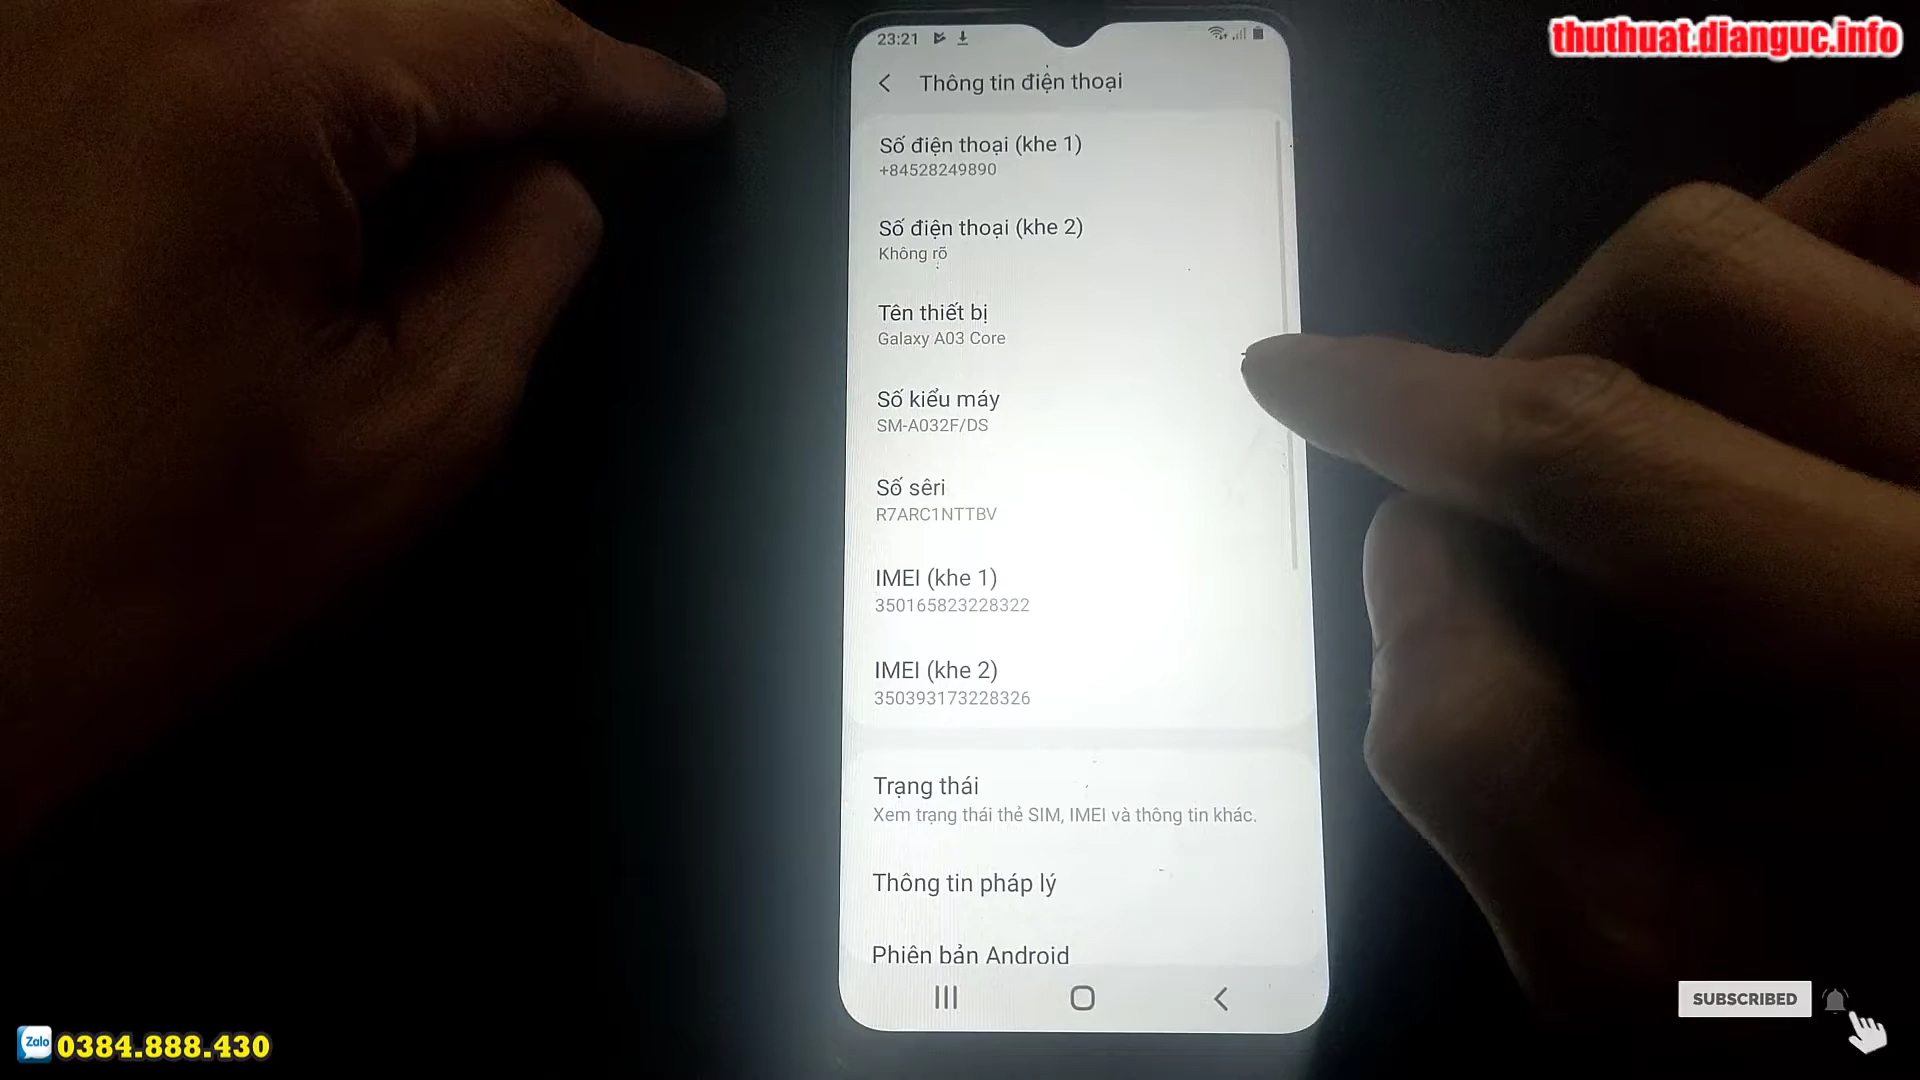 thuthuat.dianguc.info
23:21
Thông tin điện thoại
Số điện thoại (khe 1)
+84528249890
Số điện thoại (khe 2)
Không rõ
Tên thiết bị
Galaxy A03 Core
Số kiểu máy
SM-A032F/DS
Số sêri
R7ARC1NTTBV
IMEI (khe 1)
350165823228322
IMEI (khe 2)
350393173228326
Trạng thái
Xem trạng thái thẻ SIM, IMEI và thông tin khác.
Thông tin pháp lý
Phiên bản Android
SUBSCRIBED
Zalo 0384.888.430